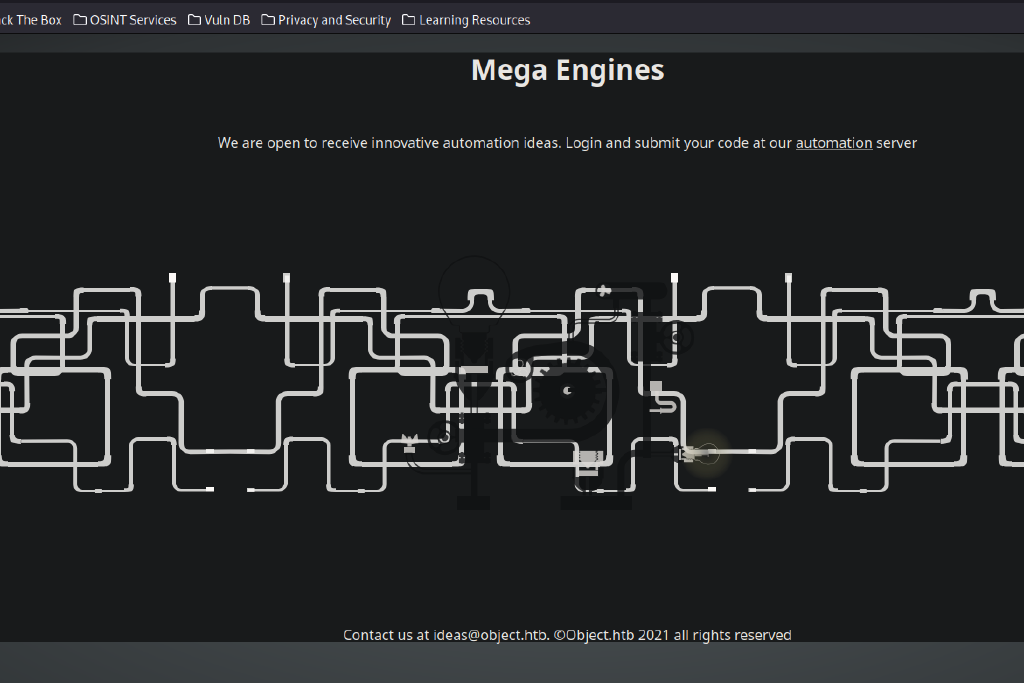 ck The Box OSINT Services Vuln DB Privacy and Security Learning Resources
Mega Engines
We are open to receive innovative automation ideas. Login and submit your code at our automation server
Contact us at ideas@object.htb. ©Object.htb 2021 all rights reserved